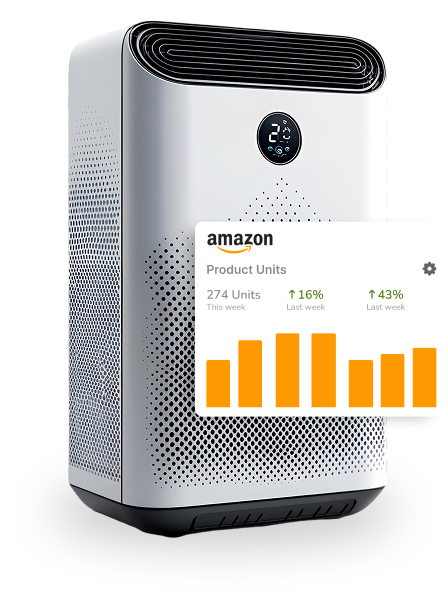 amazon
Product Units
274 Units ↑16% ↑43%
This week Last week Last week